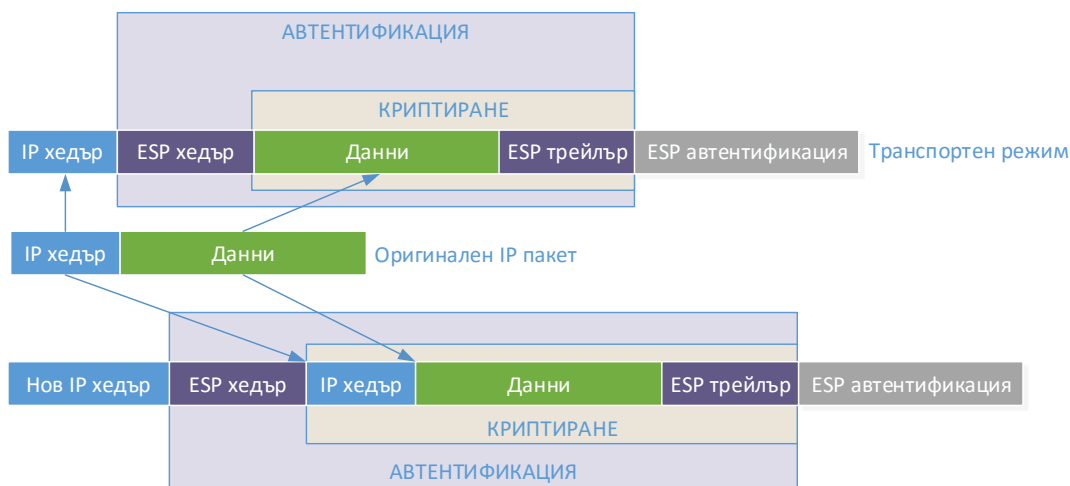 АВТЕНТИФИКАЦИЯ
КРИПТИРАНЕ
IP хедър ESP хедър Данни ESP трейлър ESP автентификация Транспортен режим
IP хедър Данни Оригинален IP пакет
Нов IP хедър ESP хедър IP хедър Данни ESP трейлър ESP автентификация
КРИПТИРАНЕ
АВТЕНТИФИКАЦИЯ